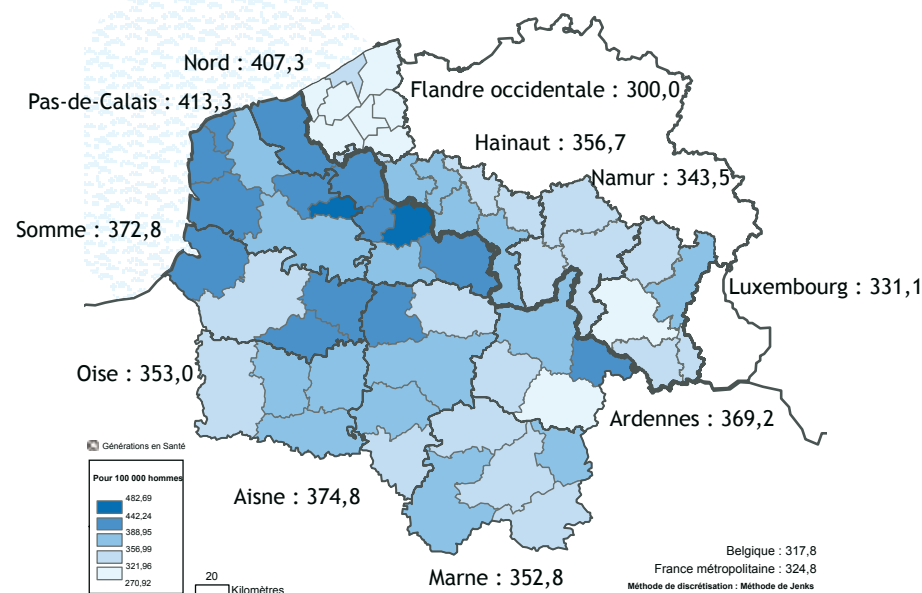 Nord : 407,3
Pas-de-Calais : 413,3
Flandre occidentale : 300,0
Hainaut : 356,7
Namur : 343,5
Somme : 372,8
Luxembourg : 331,1
Oise : 353,0
Ardennes : 369,2
Générations en Santé
Pour 100 000 hommes
482,69
442,24
388,95
356,99
321,96
270,92
Aisne : 374,8
Marne : 352,8
20
Kilomètres
Belgique : 317,8
France métropolitaine : 324,8
Méthode de discrétisation : Méthode de Jenks